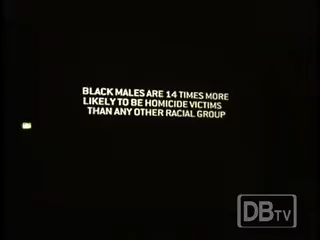 BLACK MALES ARE 14 TIMES MORE
LIKELY TO BE HOMICIDE VICTIMS
THAN ANY OTHER RACIAL GROUP
DBTV